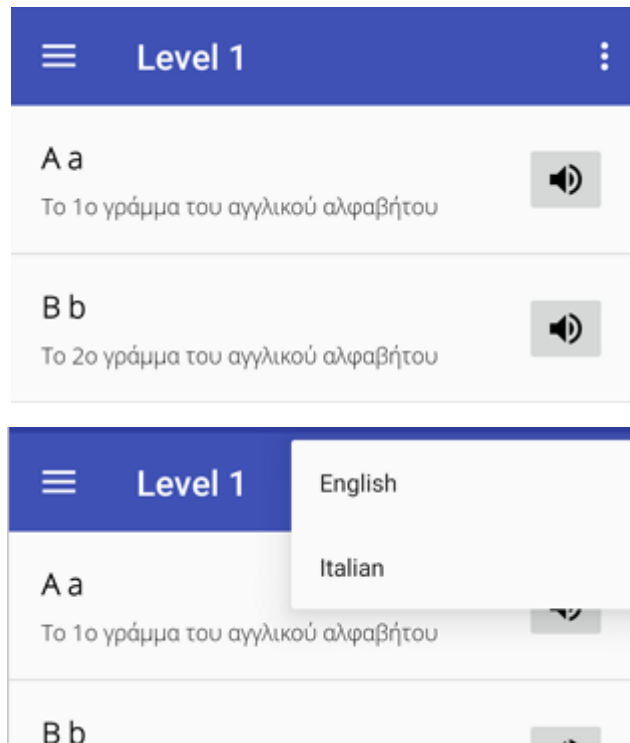 Level 1
A a
Το 1ο γράμμα του αγγλικού αλφαβήτου
B b
Το 2ο γράμμα του αγγλικού αλφαβήτου
Level 1
English
Italian
A a
Το 1ο γράμμα του αγγλικού αλφαβήτου
B b